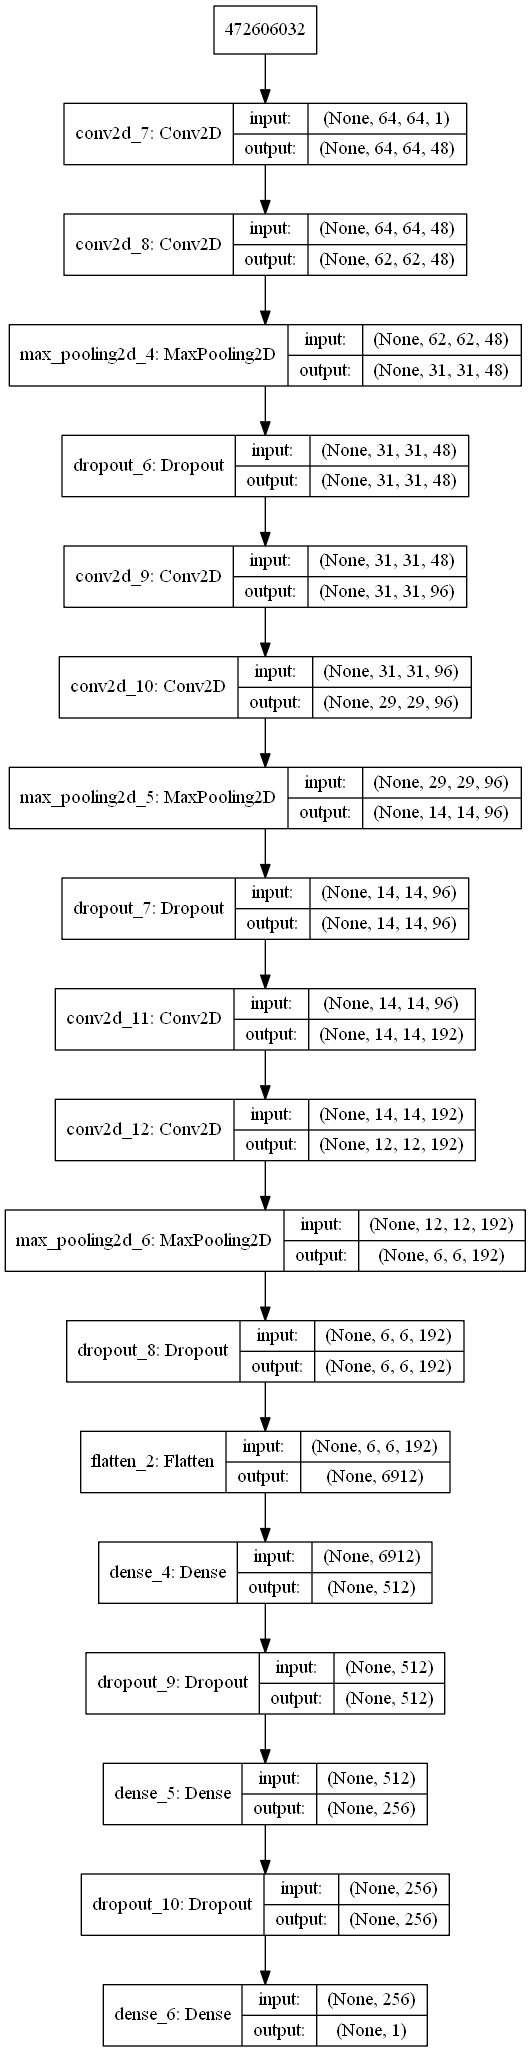 472606032
conv2d_7: Conv2D
input:
(None, 64, 64, 1)
output:
(None, 64, 64, 48)
conv2d_8: Conv2D
input:
(None, 64, 64, 48)
output:
(None, 62, 62, 48)
max_pooling2d_4: MaxPooling2D
input:
(None, 62, 62, 48)
output:
(None, 31, 31, 48)
dropout_6: Dropout
input:
(None, 31, 31, 48)
output:
(None, 31, 31, 48)
conv2d_9: Conv2D
input:
(None, 31, 31, 48)
output:
(None, 31, 31, 96)
conv2d_10: Conv2D
input:
(None, 31, 31, 96)
output:
(None, 29, 29, 96)
max_pooling2d_5: MaxPooling2D
input:
(None, 29, 29, 96)
output:
(None, 14, 14, 96)
dropout_7: Dropout
input:
(None, 14, 14, 96)
output:
(None, 14, 14, 96)
conv2d_11: Conv2D
input:
(None, 14, 14, 96)
output:
(None, 14, 14, 192)
conv2d_12: Conv2D
input:
(None, 14, 14, 192)
output:
(None, 12, 12, 192)
max_pooling2d_6: MaxPooling2D
input:
(None, 12, 12, 192)
output:
(None, 6, 6, 192)
dropout_8: Dropout
input:
(None, 6, 6, 192)
output:
(None, 6, 6, 192)
flatten_2: Flatten
input:
(None, 6, 6, 192)
output:
(None, 6912)
dense_4: Dense
input:
(None, 6912)
output:
(None, 512)
dropout_9: Dropout
input:
(None, 512)
output:
(None, 512)
dense_5: Dense
input:
(None, 512)
output:
(None, 256)
dropout_10: Dropout
input:
(None, 256)
output:
(None, 256)
dense_6: Dense
input:
(None, 256)
output:
(None, 1)